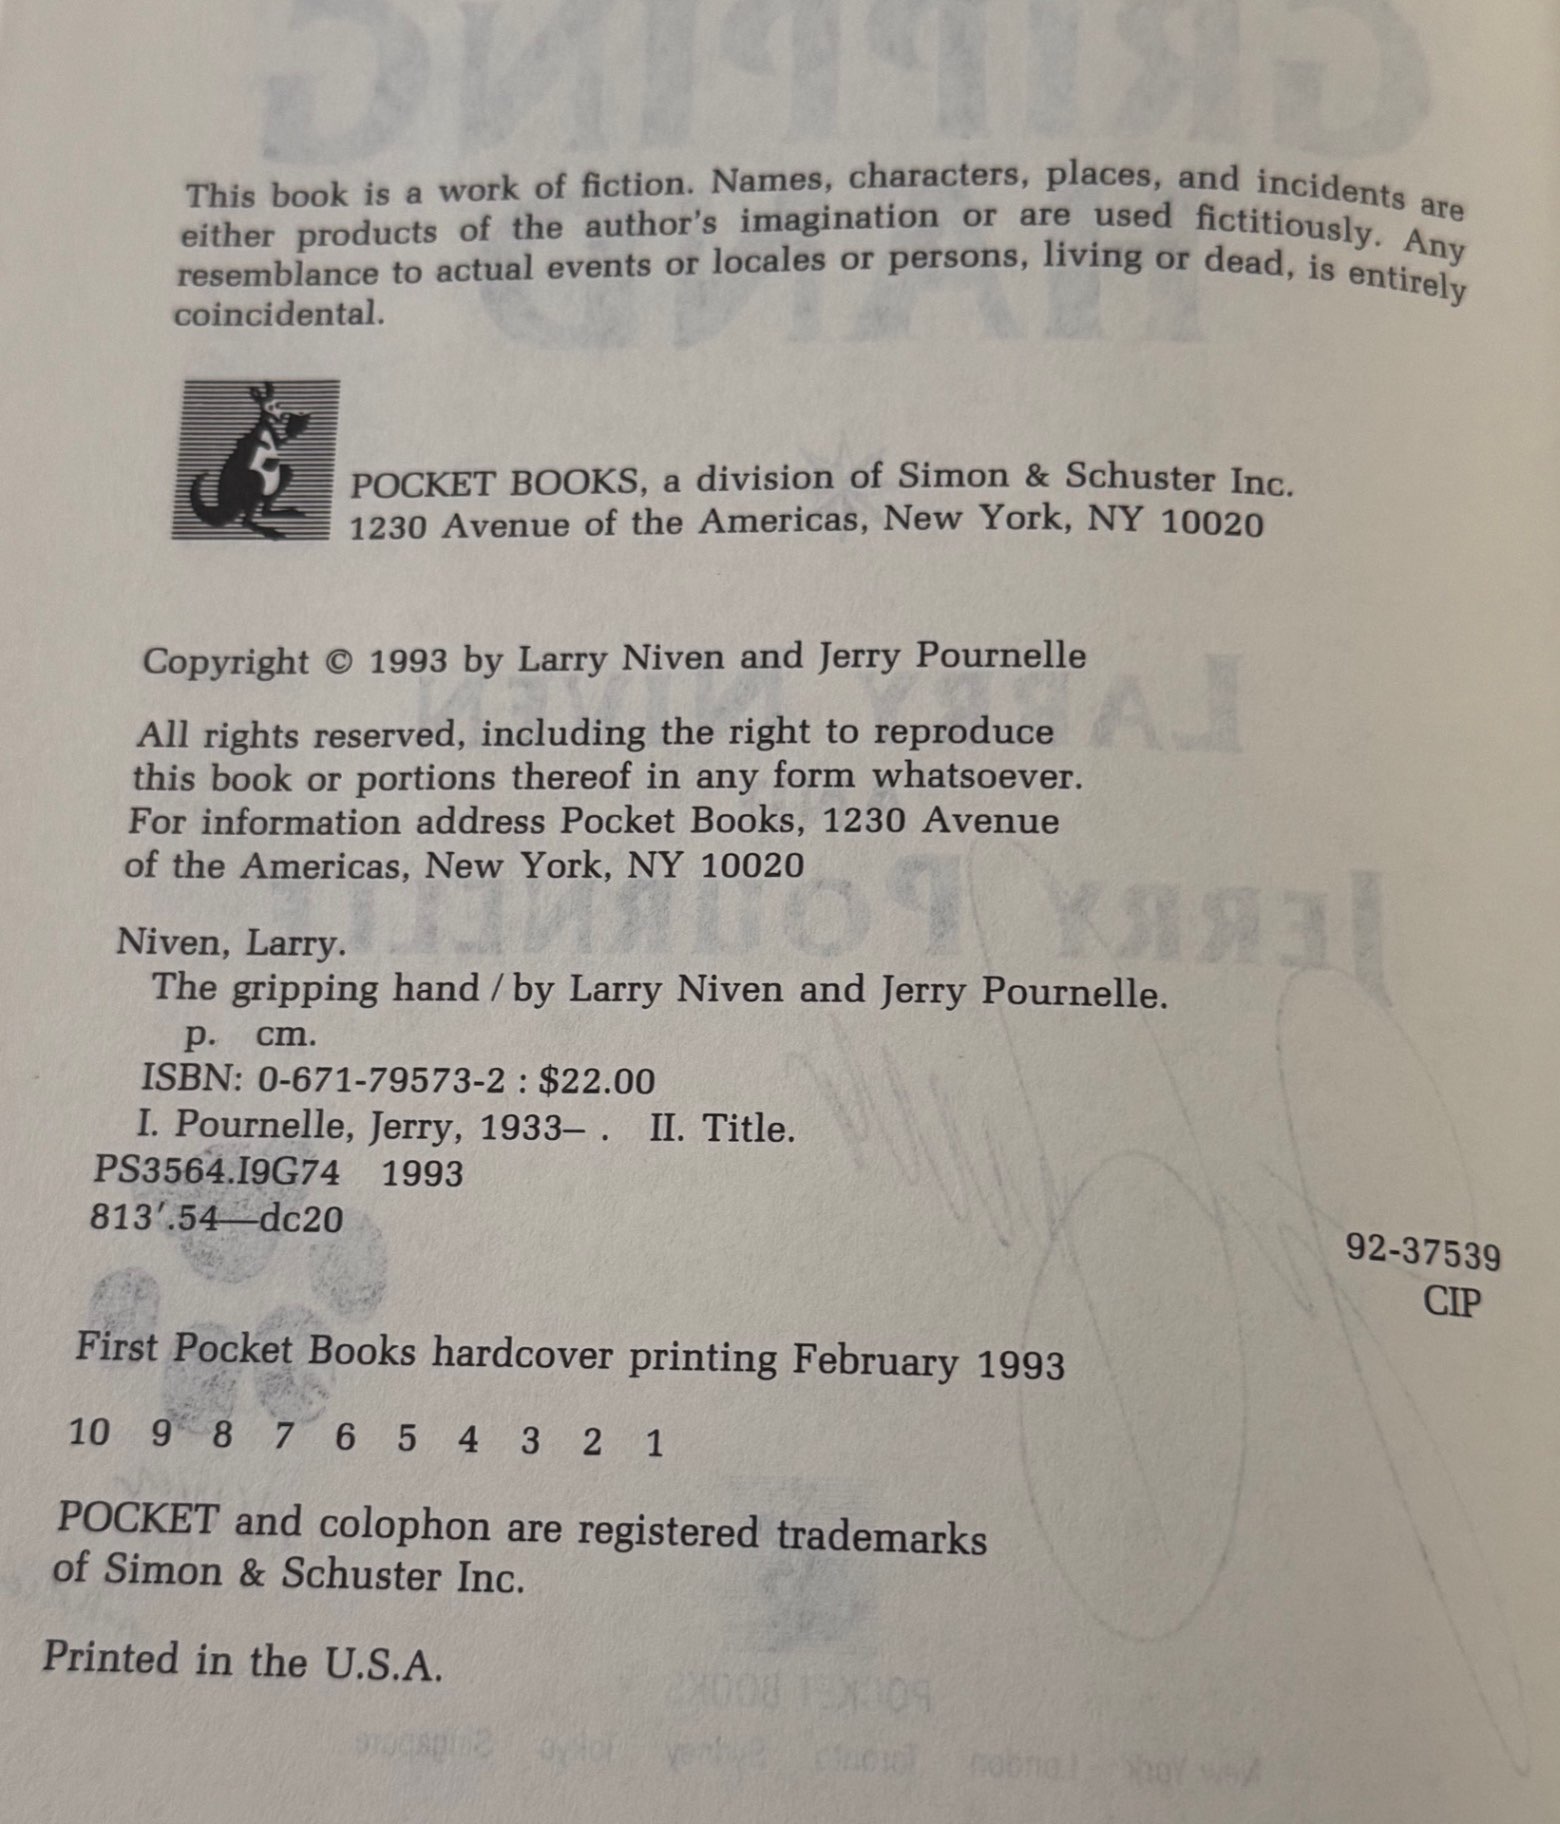 This book is a work of fiction. Names, characters, places, and incidents are
either products of the author's imagination or are used fictitiously. Any
resemblance to actual events or locales or persons, living or dead, is entirely
coincidental.
POCKET BOOKS, a division of Simon & Schuster Inc.
1230 Avenue of the Americas, New York, NY 10020
Copyright © 1993 by Larry Niven and Jerry Pournelle
All rights reserved, including the right to reproduce
this book or portions thereof in any form whatsoever.
For information address Pocket Books, 1230 Avenue
of the Americas, New York, NY 10020
Niven, Larry.
The gripping hand / by Larry Niven and Jerry Pournelle.
p. cm.
ISBN: 0-671-79573-2 : $22.00
I. Pournelle, Jerry, 1933– . II. Title.
PS3564.I9G74 1993
813′.54—dc20
92-37539
CIP
First Pocket Books hardcover printing February 1993
10 9 8 7 6 5 4 3 2 1
POCKET and colophon are registered trademarks
of Simon & Schuster Inc.
Printed in the U.S.A.